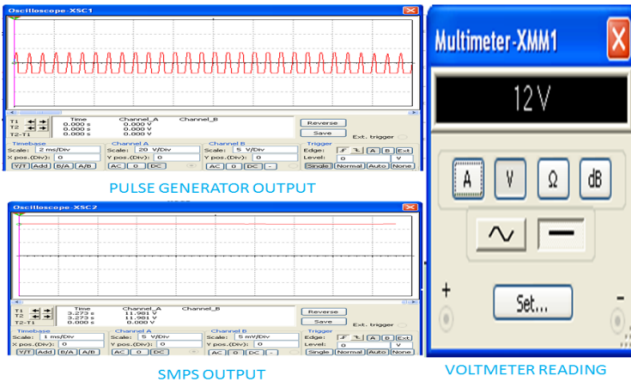 Oscilloscope-XSC1
T1
T2
T2-T1
Time Channel_A Channel_B
0.000 s 0.000 V
0.000 s 0.000 V
0.000 s 0.000 V
Reverse
Save
Ext. trigger
Timebase
Scale: 2 ms/Div
X pos.(Div): 0
Y/T Add B/A A/B
Channel A
Scale: 20 V/Div
Y pos.(Div): 0
AC 0 DC
Channel B
Scale: 5 V/Div
Y pos.(Div): 0
AC 0 DC -
Trigger
Edge: A B Ext
Level: 0 V
Single Normal Auto None
PULSE GENERATOR OUTPUT
Oscilloscope-XSC2
T1
T2
T2-T1
Time Channel_A Channel_B
3.273 s 11.981 V
3.273 s 11.981 V
0.000 s 0.000 V
Reverse
Save
Ext. trigger
Timebase
Scale: 1 ms/Div
X pos.(Div): 0
Y/T Add B/A A/B
Channel A
Scale: 5 V/Div
Y pos.(Div): 0
AC 0 DC
Channel B
Scale: 5 mV/Div
Y pos.(Div): 0
AC 0 DC -
Trigger
Edge: A B Ext
Level: 0 V
Single Normal Auto None
SMPS OUTPUT
Multimeter-XMM1
12 V
A V Ω dB
+ Set... -
VOLTMETER READING